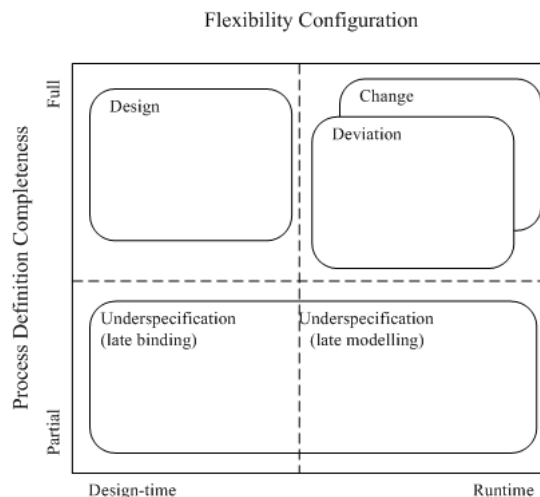 Flexibility Configuration
Process Definition Completeness
Full
Partial
Design
Change
Deviation
Underspecification
(late binding)
Underspecification
(late modelling)
Design-time
Runtime